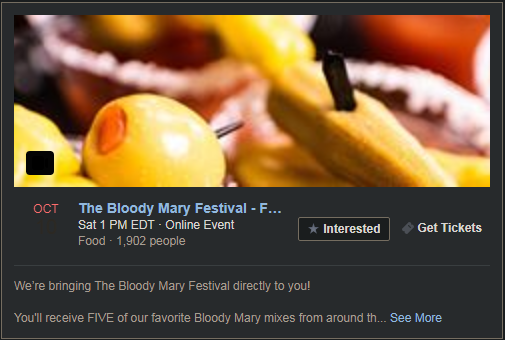 OCT
The Bloody Mary Festival - F...
Sat 1 PM EDT · Online Event
Food · 1,902 people
Interested
Get Tickets
We're bringing The Bloody Mary Festival directly to you!
You'll receive FIVE of our favorite Bloody Mary mixes from around th... See More